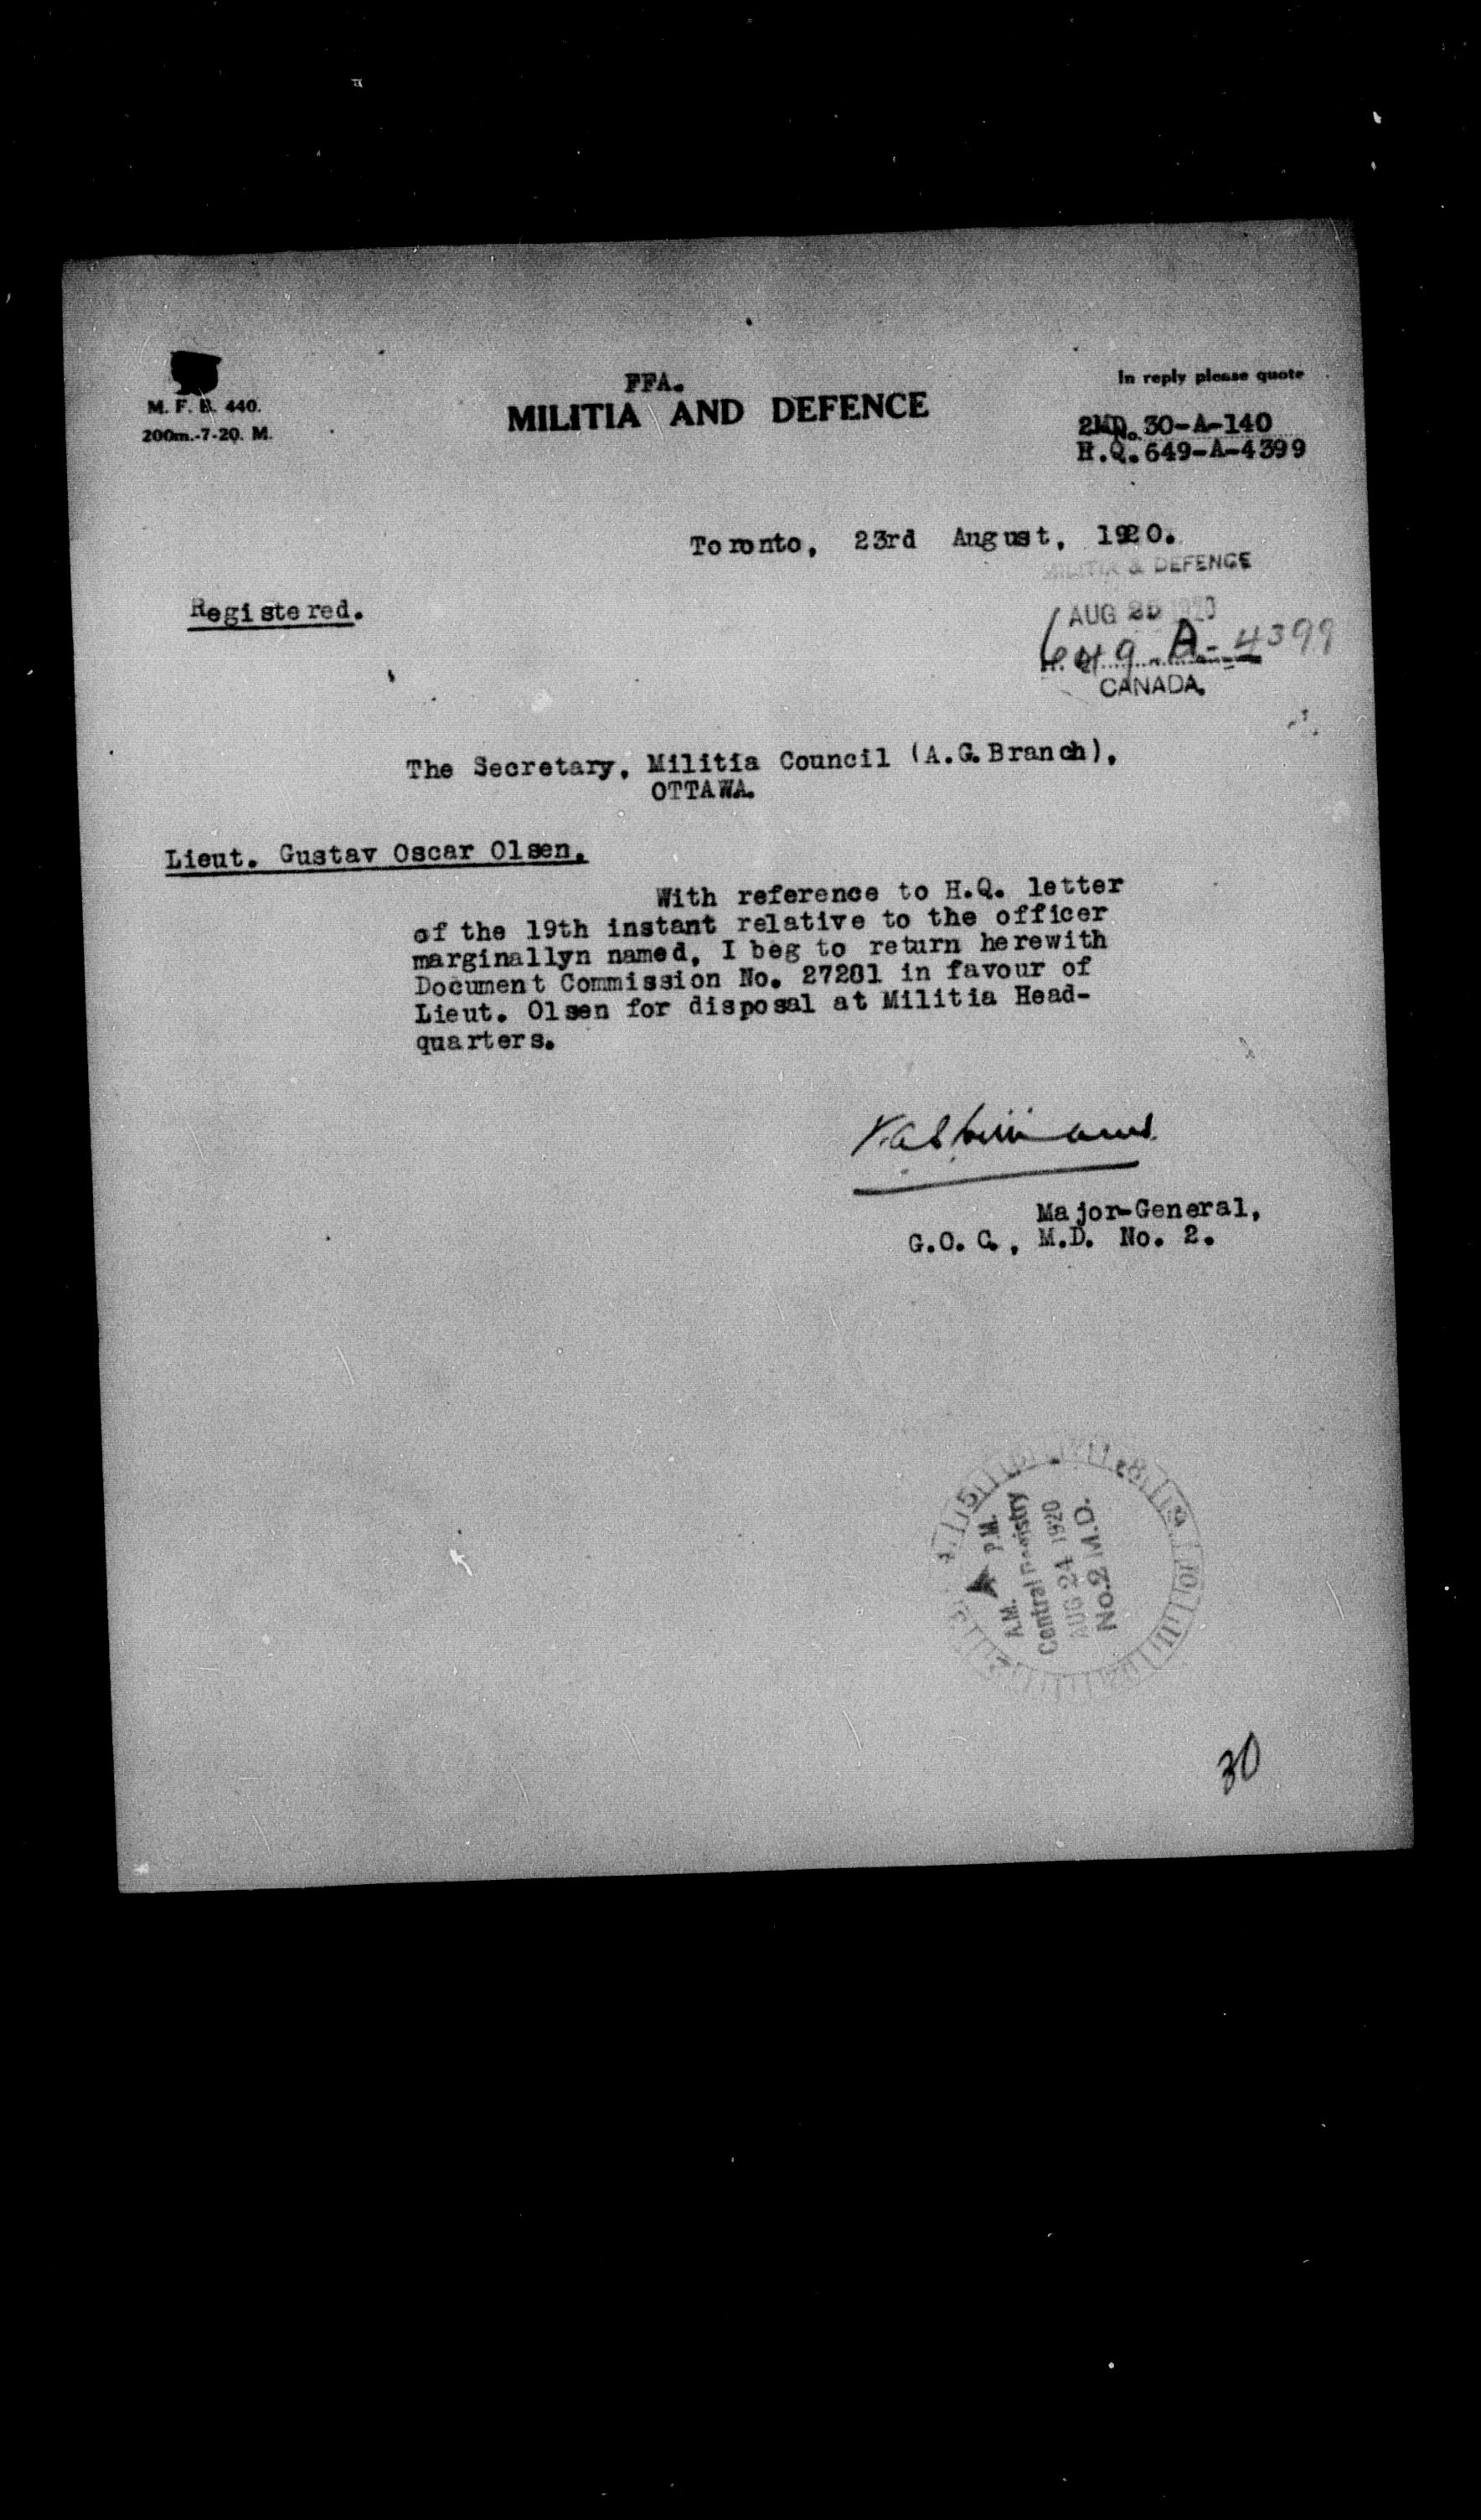 M. F. B. 440.
200m.-7-20. M.
FFA.
MILITIA AND DEFENCE
In reply please quote
2MD. 30-A-140
H.Q. 649-A-4399
Toronto, 23rd August, 1920.
MILITIA & DEFENCE
Registered.
AUG 25 1920
649-A-4399
CANADA.
The Secretary, Militia Council (A.G.Branch),
OTTAWA.
Lieut. Gustav Oscar Olsen.
With reference to H.Q. letter
of the 19th instant relative to the officer
marginallyn named, I beg to return herewith
Document Commission No. 27281 in favour of
Lieut. Olsen for disposal at Militia Head-
quarters.
Major-General,
G.O.C., M.D. No. 2.
A.M. P.M.
Central Registry
AUG 24 1920
No. 2 M.D.
30